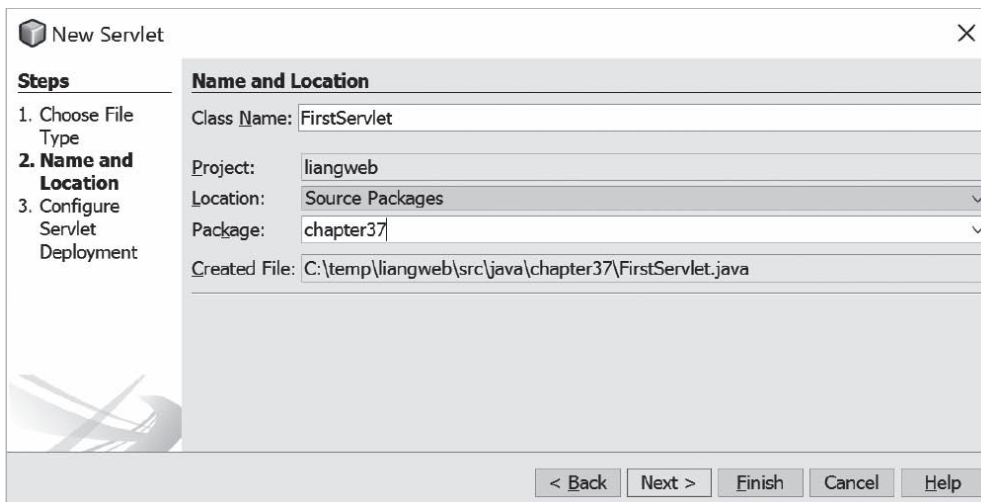 New Servlet
Steps
1. Choose File
Type
2. Name and
Location
3. Configure
Servlet
Deployment
Name and Location
Class Name: FirstServlet
Project: liangweb
Location: Source Packages
Package: chapter37
Created File: C:\temp\liangweb\src\java\chapter37\FirstServlet.java
< Back Next > Finish Cancel Help